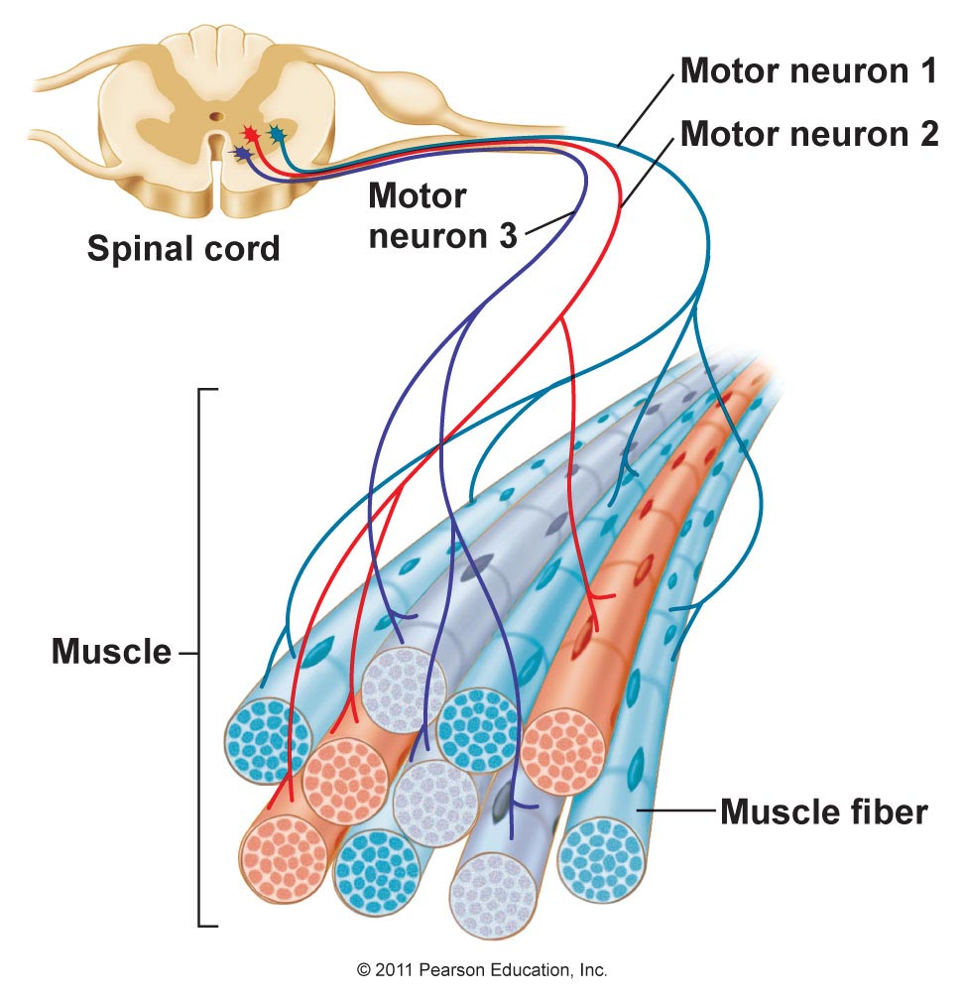 Motor neuron 1
Motor neuron 2
Motor
neuron 3
Spinal cord
Muscle
Muscle fiber
© 2011 Pearson Education, Inc.